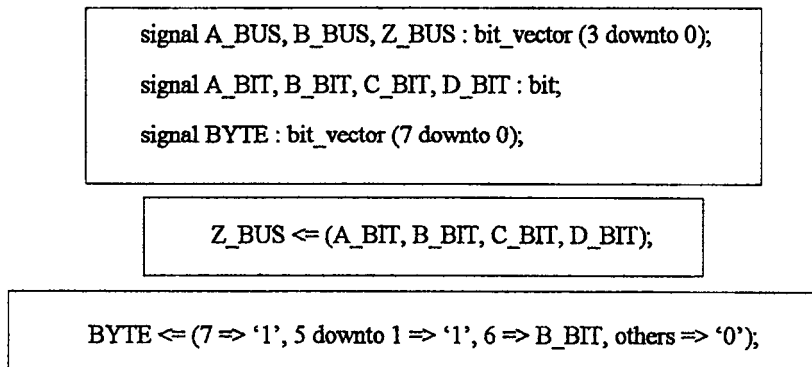 signal A_BUS, B_BUS, Z_BUS : bit_vector (3 downto 0);
signal A_BIT, B_BIT, C_BIT, D_BIT : bit;
signal BYTE : bit_vector (7 downto 0);
Z_BUS <= (A_BIT, B_BIT, C_BIT, D_BIT);
BYTE <= (7 => ‘1’, 5 downto 1 => ‘1’, 6 => B_BIT, others => ‘0’);